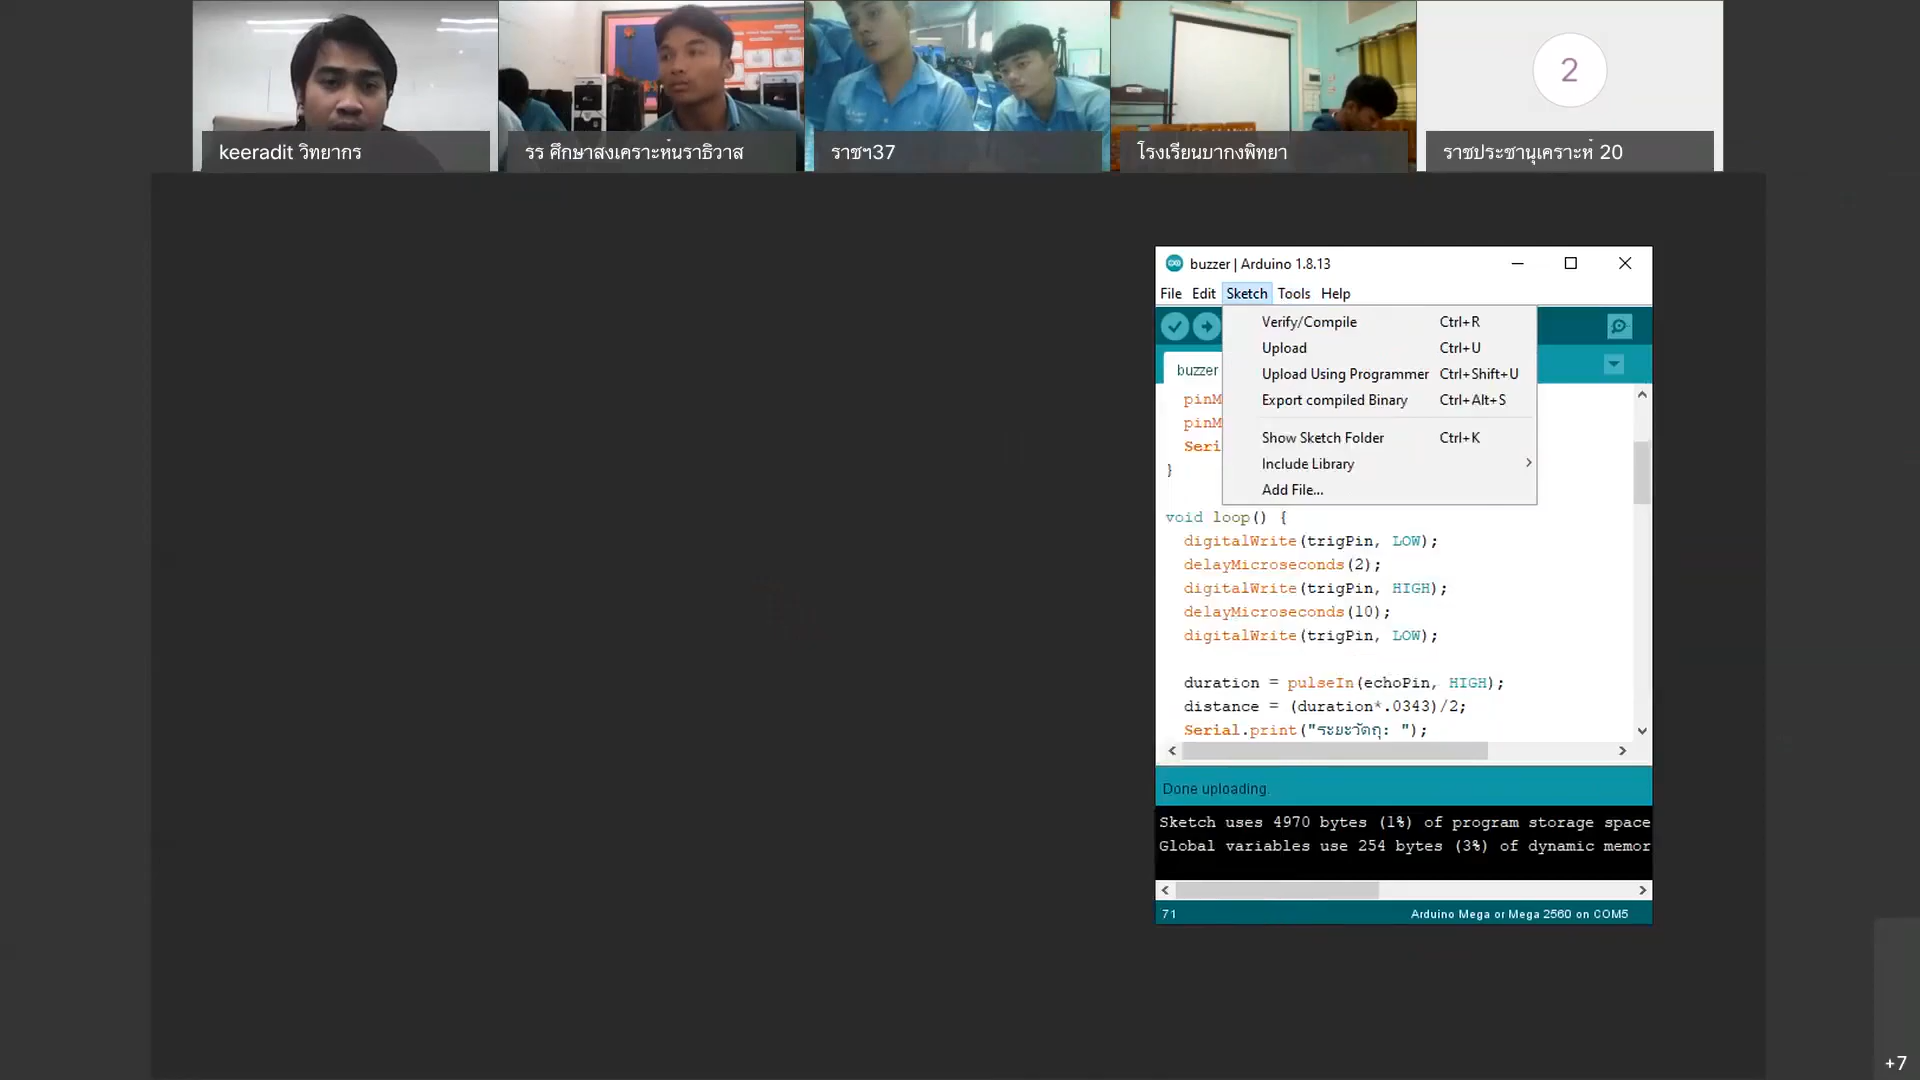 keeradit วิทยากร
รร ศึกษาสงเคราะห์นราธิวาส
ราชฯ37
โรงเรียนบากงพิทยา
2
ราชประชานุเคราะห์ 20
buzzer | Arduino 1.8.13
File Edit Sketch Tools Help
Verify/Compile Ctrl+R
Upload Ctrl+U
Upload Using Programmer Ctrl+Shift+U
Export compiled Binary Ctrl+Alt+S
Show Sketch Folder Ctrl+K
Include Library
Add File...
buzzer
pinM
pinM
Seri
}
void loop() {
digitalWrite(trigPin, LOW);
delayMicroseconds(2);
digitalWrite(trigPin, HIGH);
delayMicroseconds(10);
digitalWrite(trigPin, LOW);
duration = pulseIn(echoPin, HIGH);
distance = (duration*.0343)/2;
Serial.print("ระยะวัตถุ: ");
Done uploading.
Sketch uses 4970 bytes (1%) of program storage space
Global variables use 254 bytes (3%) of dynamic memor
71
Arduino Mega or Mega 2560 on COM5
+7